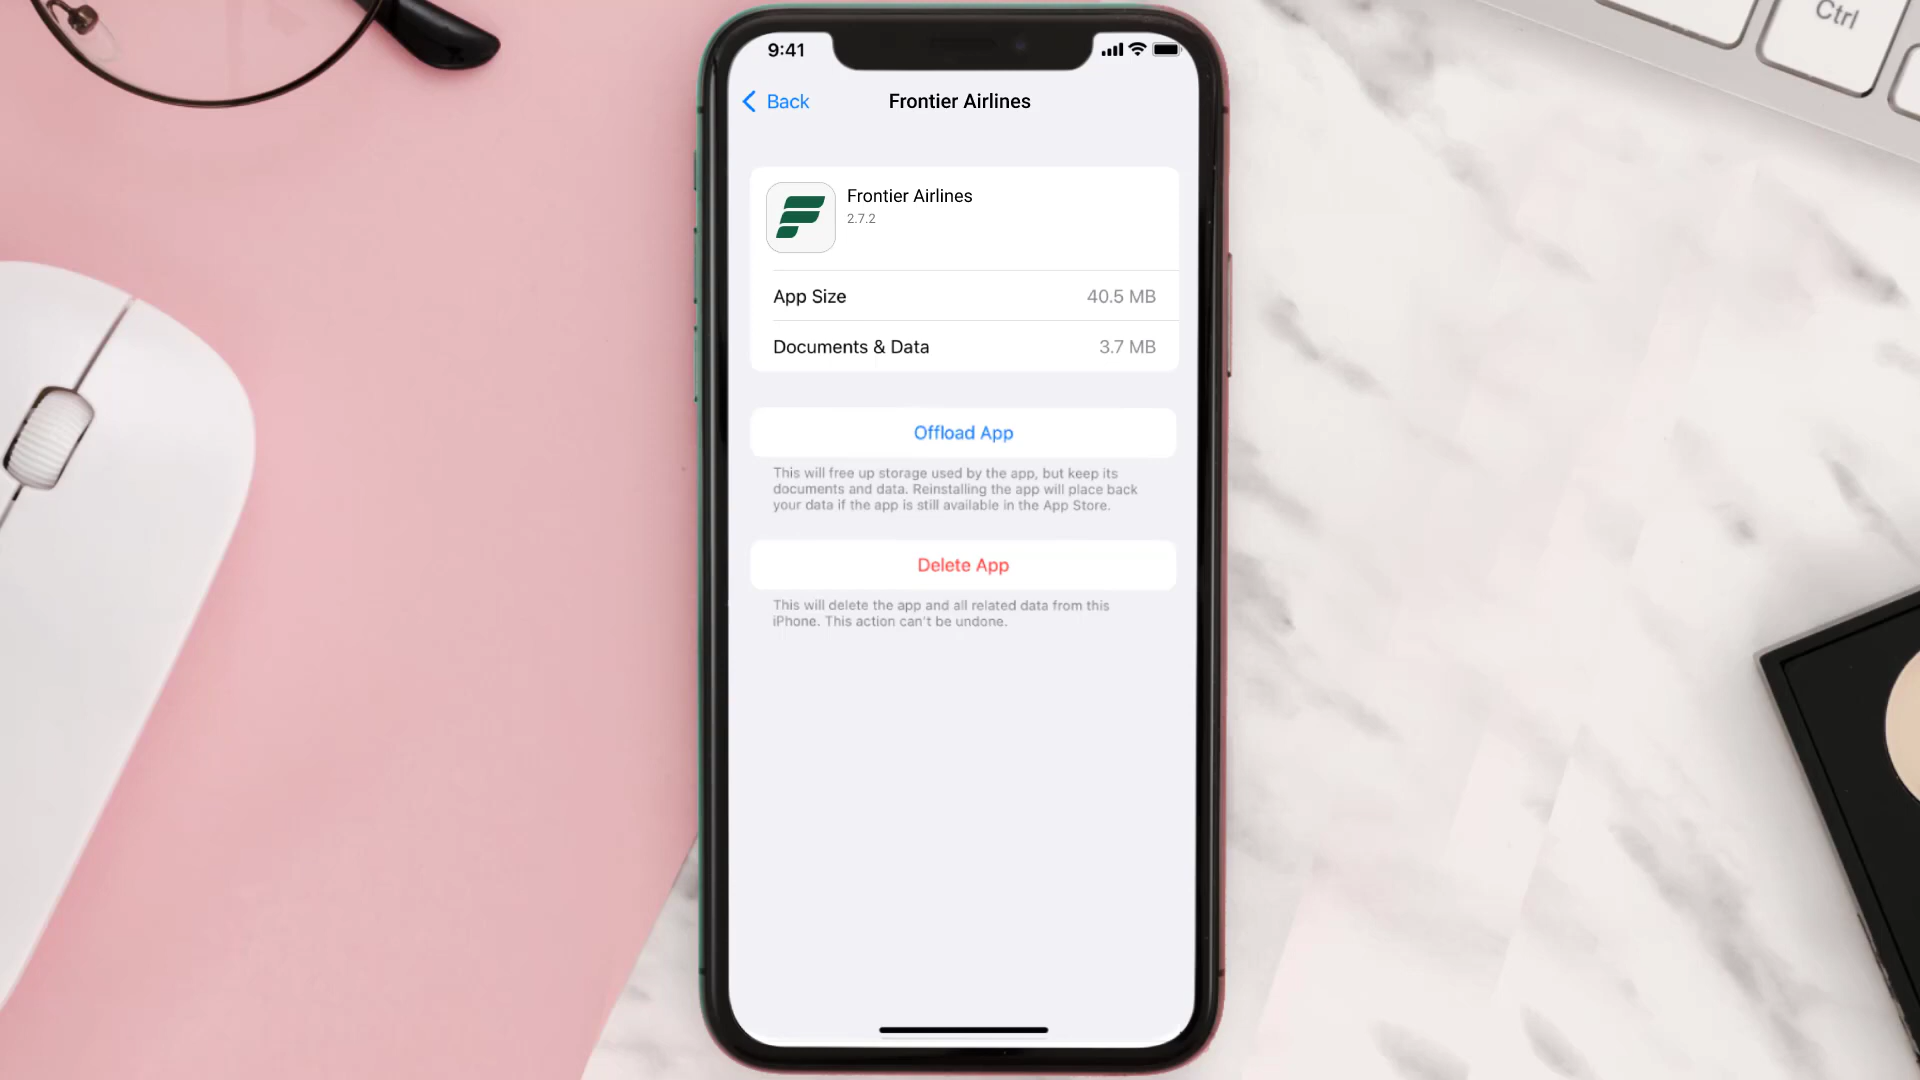 Ctrl
9:41
Back
Frontier Airlines
Frontier Airlines
2.7.2
App Size
40.5 MB
Documents & Data
3.7 MB
Offload App
This will free up storage used by the app, but keep its
documents and data. Reinstalling the app will place back
your data if the app is still available in the App Store.
Delete App
This will delete the app and all related data from this
iPhone. This action can't be undone.